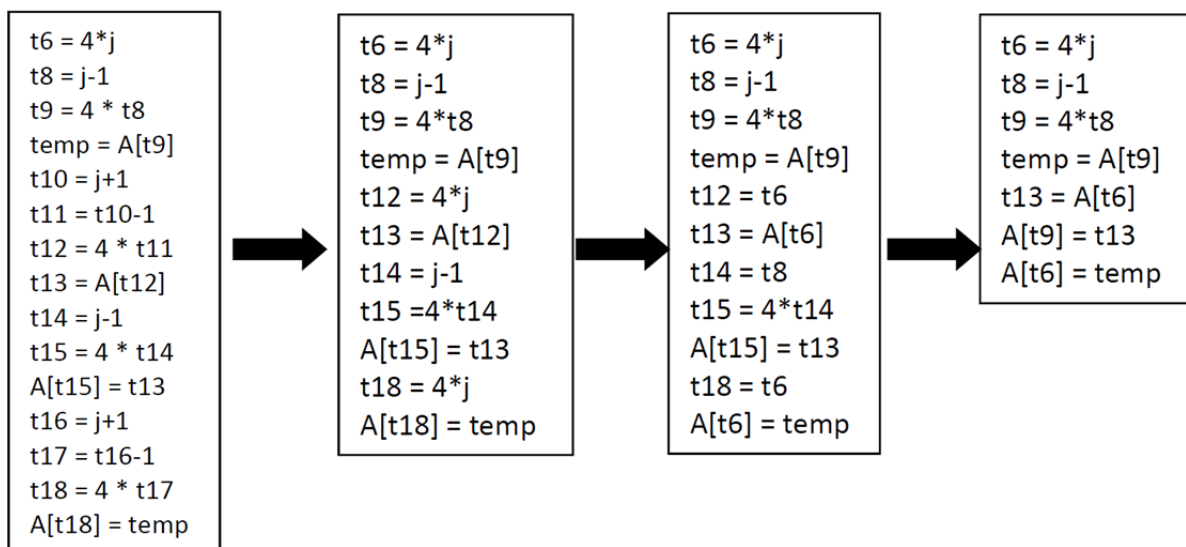 t6 = 4*j
t8 = j-1
t9 = 4 * t8
temp = A[t9]
t10 = j+1
t11 = t10-1
t12 = 4 * t11
t13 = A[t12]
t14 = j-1
t15 = 4 * t14
A[t15] = t13
t16 = j+1
t17 = t16-1
t18 = 4 * t17
A[t18] = temp
t6 = 4*j
t8 = j-1
t9 = 4*t8
temp = A[t9]
t12 = 4*j
t13 = A[t12]
t14 = j-1
t15 =4*t14
A[t15] = t13
t18 = 4*j
A[t18] = temp
t6 = 4*j
t8 = j-1
t9 = 4*t8
temp = A[t9]
t12 = t6
t13 = A[t6]
t14 = t8
t15 = 4*t14
A[t15] = t13
t18 = t6
A[t6] = temp
t6 = 4*j
t8 = j-1
t9 = 4*t8
temp = A[t9]
t13 = A[t6]
A[t9] = t13
A[t6] = temp